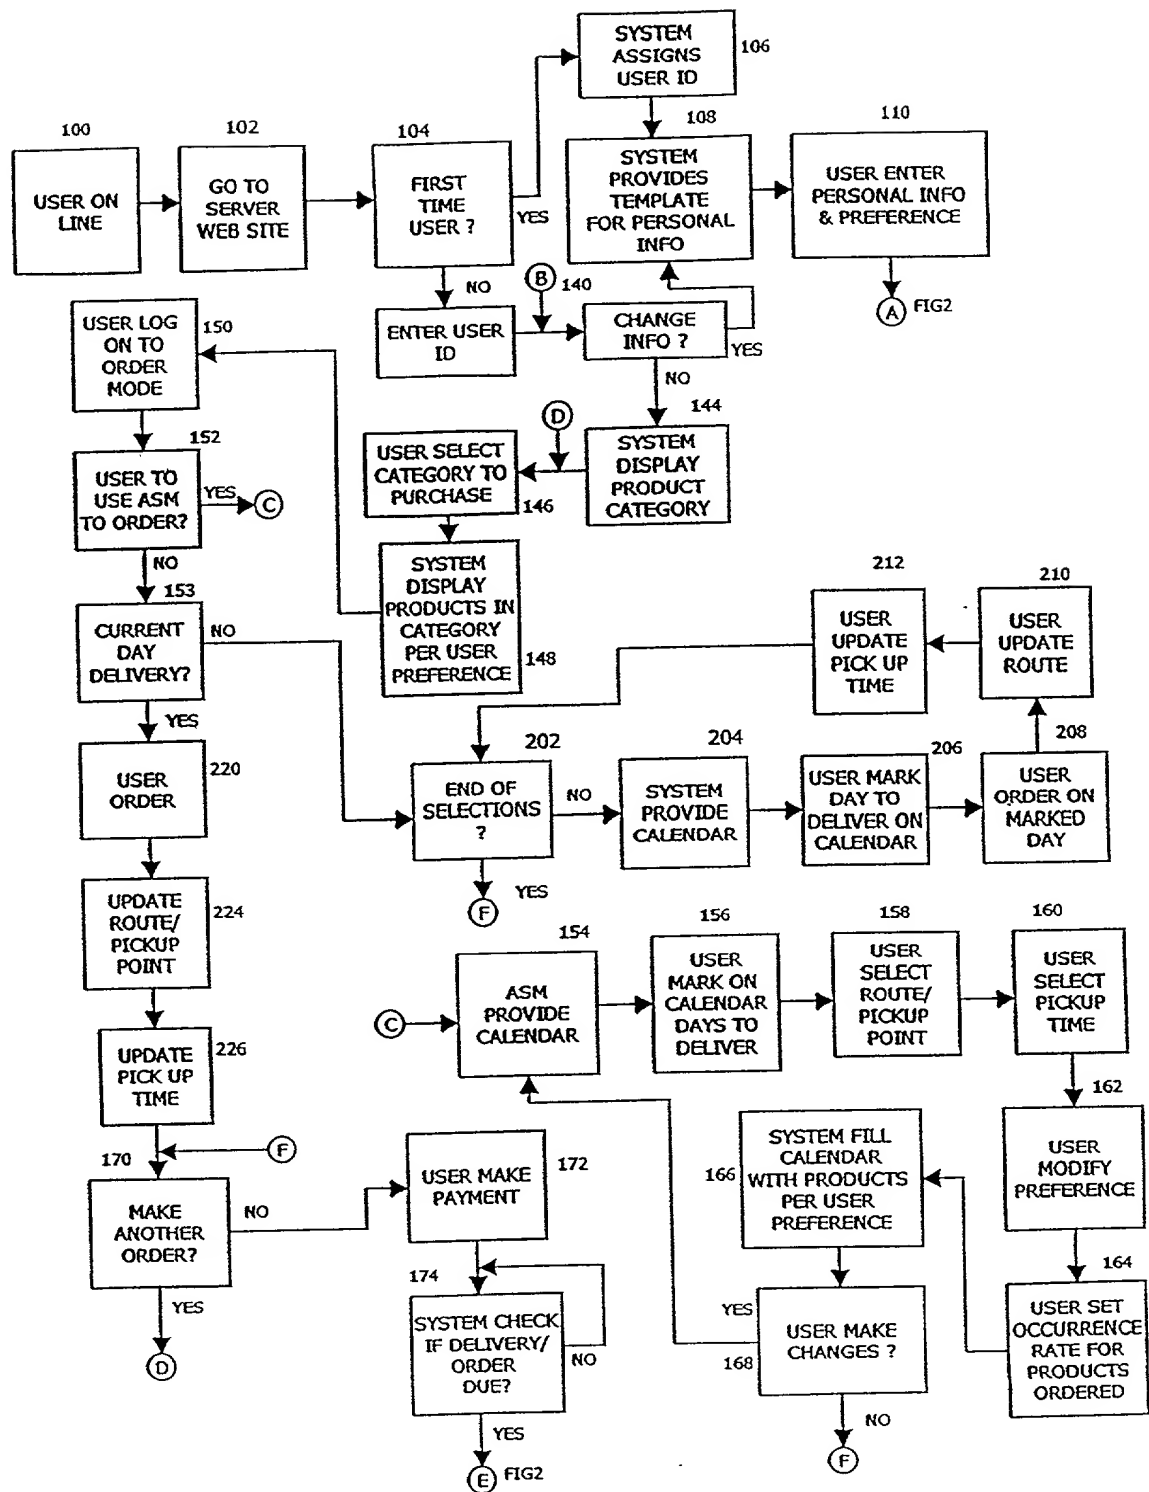 SYSTEM
ASSIGNS
USER ID
106
100
102
104
108
110
USER ON
LINE
GO TO
SERVER
WEB SITE
FIRST
TIME
USER ?
YES
SYSTEM
PROVIDES
TEMPLATE
FOR PERSONAL
INFO
USER ENTER
PERSONAL INFO
& PREFERENCE
NO
B
140
A
FIG2
USER LOG
ON TO
ORDER
MODE
150
ENTER USER
ID
CHANGE
INFO ?
YES
NO
144
D
152
USER SELECT
CATEGORY TO
PURCHASE
146
SYSTEM
DISPLAY
PRODUCT
CATEGORY
USER TO
USE ASM
TO ORDER?
YES
C
NO
153
SYSTEM
DISPLAY
PRODUCTS IN
CATEGORY
PER USER
PREFERENCE
148
212
210
CURRENT
DAY
DELIVERY?
NO
USER
UPDATE
PICK UP
TIME
USER
UPDATE
ROUTE
YES
202
204
206
208
USER
ORDER
220
END OF
SELECTIONS
?
NO
SYSTEM
PROVIDE
CALENDAR
USER MARK
DAY TO
DELIVER ON
CALENDAR
USER
ORDER ON
MARKED
DAY
YES
F
UPDATE
ROUTE/
PICKUP
POINT
224
154
156
158
160
C
ASM
PROVIDE
CALENDAR
USER
MARK ON
CALENDAR
DAYS TO
DELIVER
USER
SELECT
ROUTE/
PICKUP
POINT
USER
SELECT
PICKUP
TIME
UPDATE
PICK UP
TIME
226
162
F
170
USER MAKE
PAYMENT
172
166
SYSTEM FILL
CALENDAR
WITH PRODUCTS
PER USER
PREFERENCE
USER
MODIFY
PREFERENCE
MAKE
ANOTHER
ORDER?
NO
174
164
YES
D
SYSTEM CHECK
IF DELIVERY/
ORDER
DUE?
NO
YES
168
USER MAKE
CHANGES ?
USER SET
OCCURRENCE
RATE FOR
PRODUCTS
ORDERED
YES
E
FIG2
NO
F